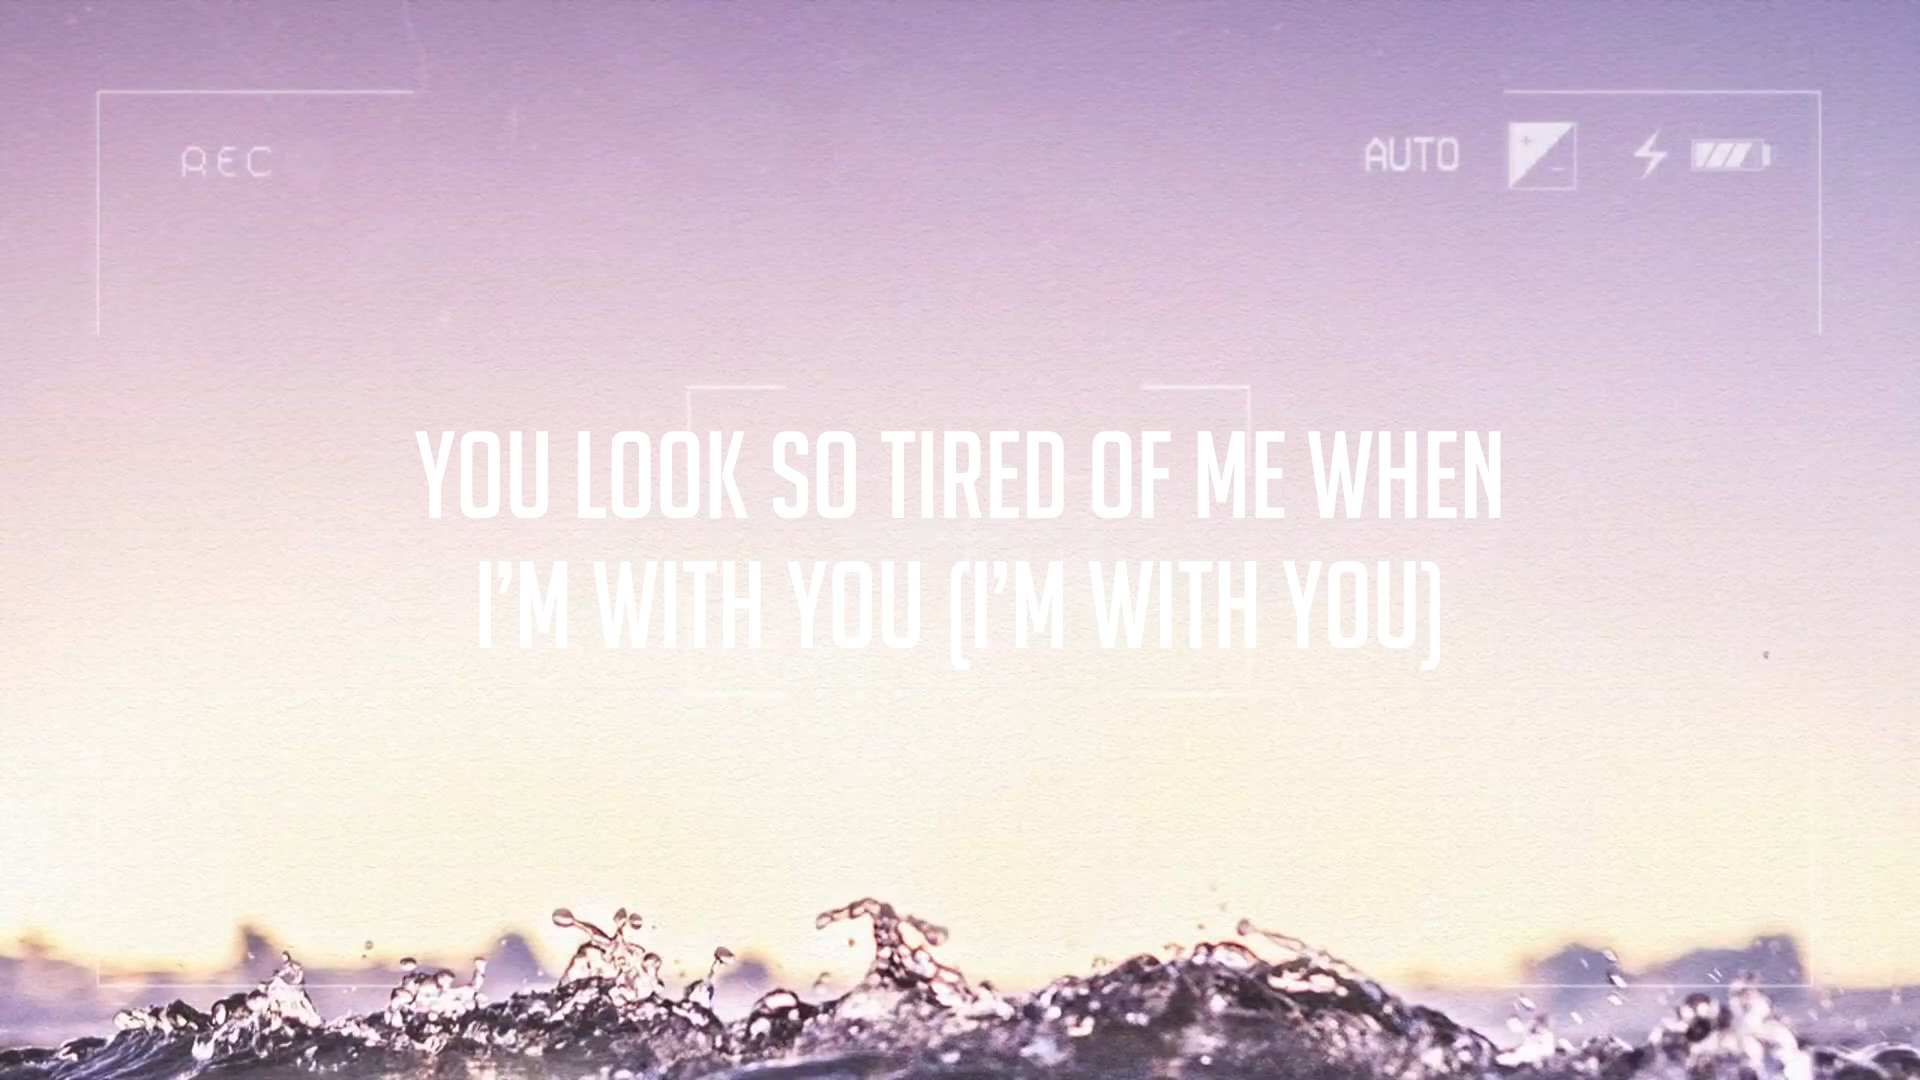 REC
AUTO
YOU LOOK SO TIRED OF ME WHEN
I'M WITH YOU (I'M WITH YOU)